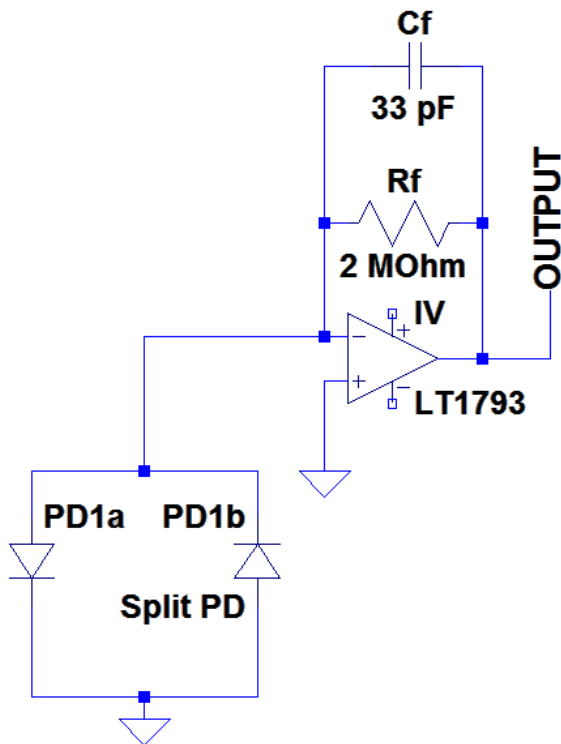 Cf
33 pF
Rf
2 MOhm
OUTPUT
IV
+
−
+
−
LT1793
PD1a
PD1b
Split PD